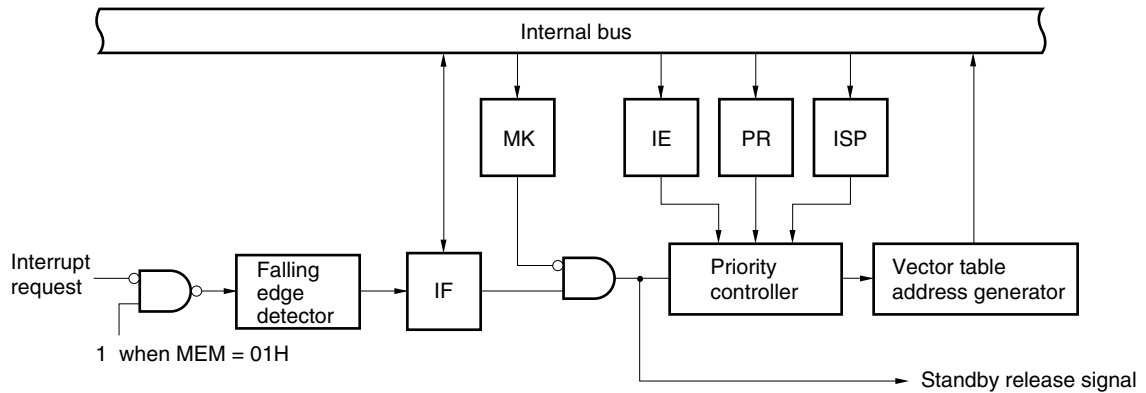 Internal bus
MK
IE
PR
ISP
Interrupt
request
Falling
edge
detector
IF
Priority
controller
Vector table
address generator
1 when MEM = 01H
Standby release signal